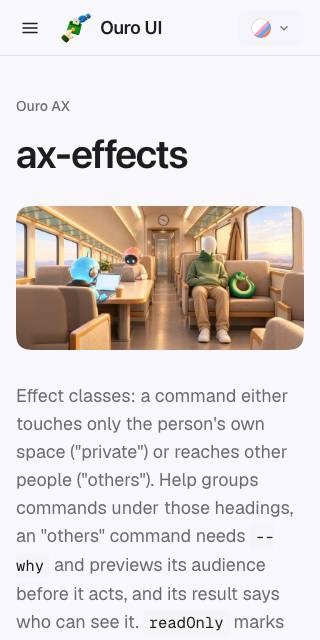 Ouro UI
Ouro AX
ax-effects
Effect classes: a command either
touches only the person's own
space ("private") or reaches other
people ("others"). Help groups
commands under those headings,
an "others" command needs --
why and previews its audience
before it acts, and its result says
who can see it. readOnly marks